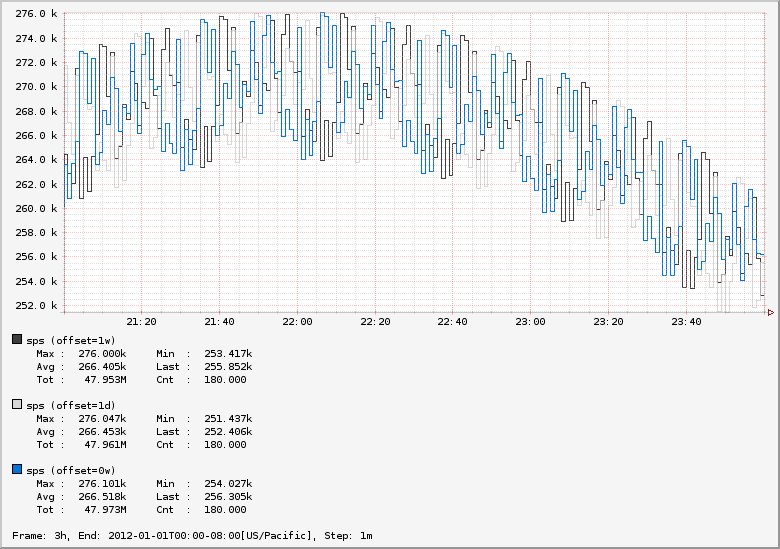 276.0 k
274.0 k
272.0 k
270.0 k
268.0 k
266.0 k
264.0 k
262.0 k
260.0 k
258.0 k
256.0 k
254.0 k
252.0 k
21:20 21:40 22:00 22:20 22:40 23:00 23:20 23:40
sps (offset=1w)
Max : 276.000k Min : 253.417k
Avg : 266.405k Last : 255.852k
Tot : 47.953M Cnt : 180.000
sps (offset=1d)
Max : 276.047k Min : 251.437k
Avg : 266.453k Last : 252.406k
Tot : 47.961M Cnt : 180.000
sps (offset=0w)
Max : 276.101k Min : 254.027k
Avg : 266.518k Last : 256.305k
Tot : 47.973M Cnt : 180.000
Frame: 3h, End: 2012-01-01T00:00-08:00[US/Pacific], Step: 1m